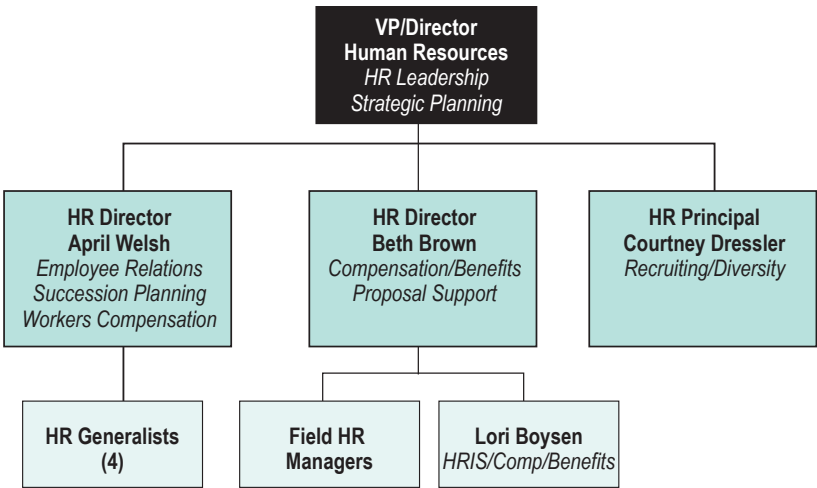 VP/Director
Human Resources
HR Leadership
Strategic Planning
HR Director
April Welsh
Employee Relations
Succession Planning
Workers Compensation
HR Director
Beth Brown
Compensation/Benefits
Proposal Support
HR Principal
Courtney Dressler
Recruiting/Diversity
HR Generalists
(4)
Field HR
Managers
Lori Boysen
HRIS/Comp/Benefits